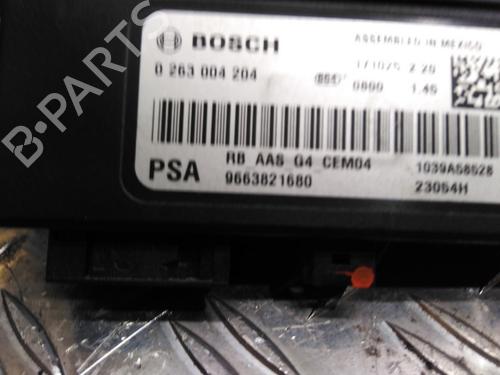 BOSCH
ASSEMBLED IN MEXICO
0 263 004 204
171025 2.20
0800 1.45
RB AAS G4 CEM04
PSA
9663821680
1039A58528
23054H
B-PARTS